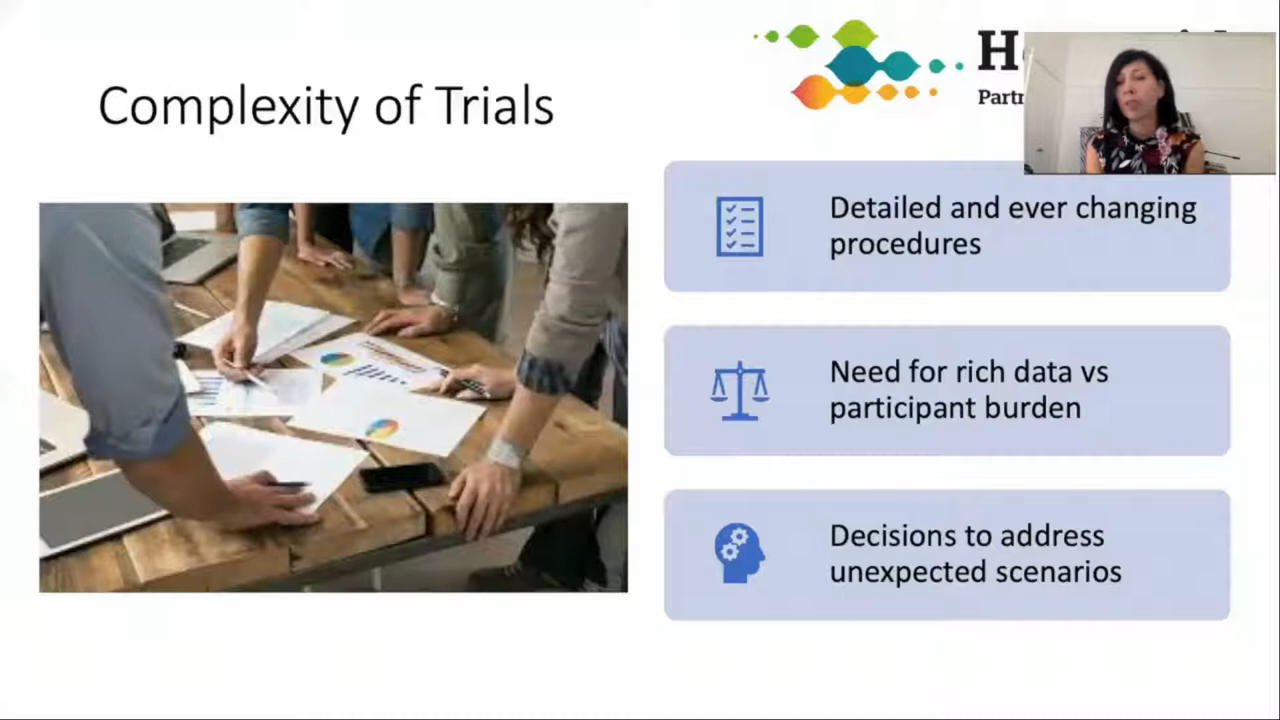 Complexity of Trials
Detailed and ever changing
procedures
Need for rich data vs
participant burden
Decisions to address
unexpected scenarios